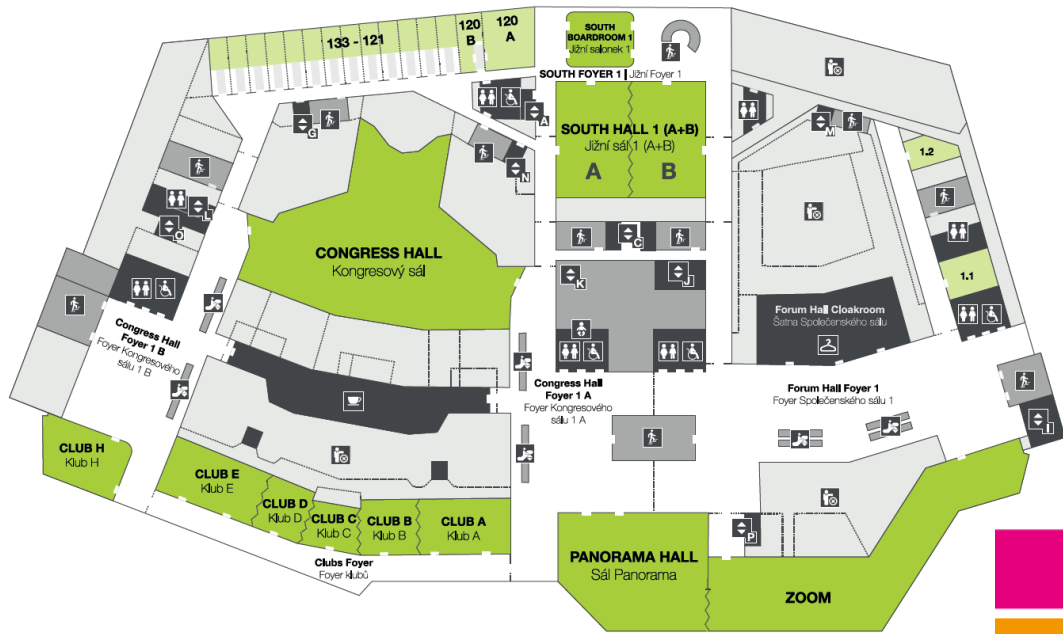 133 - 121
120
B
120
A
SOUTH
BOARDROOM 1
Jižní salonek 1
SOUTH FOYER 1 | Jižní Foyer 1
SOUTH HALL 1 (A+B)
Jižní sál 1 (A+B)
A
B
G
A
N
M
L
O
C
K
J
I
P
1.2
1.1
CONGRESS HALL
Kongresový sál
Forum Hall Cloakroom
Šatna Společenského sálu
Congress Hall
Foyer 1 B
Foyer Kongresového
sálu 1 B
Congress Hall
Foyer 1 A
Foyer Kongresového
sálu 1 A
Forum Hall Foyer 1
Foyer Společenského sálu 1
CLUB H
Klub H
CLUB E
Klub E
CLUB D
Klub D
CLUB C
Klub C
CLUB B
Klub B
CLUB A
Klub A
Clubs Foyer
Foyer klubů
PANORAMA HALL
Sál Panorama
ZOOM